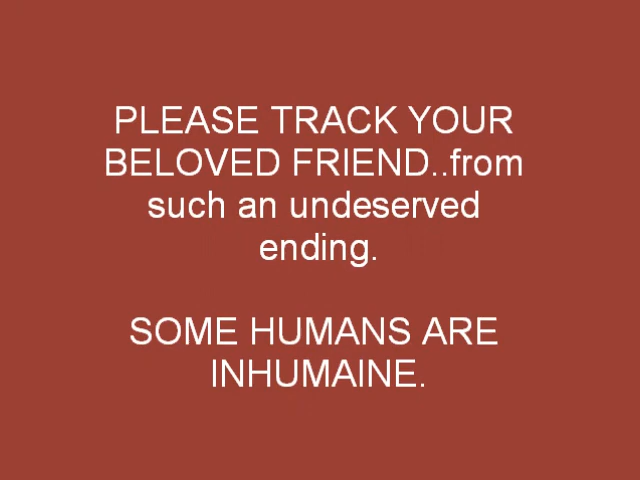 PLEASE TRACK YOUR
BELOVED FRIEND..from
such an undeserved
ending.
SOME HUMANS ARE
INHUMAINE.